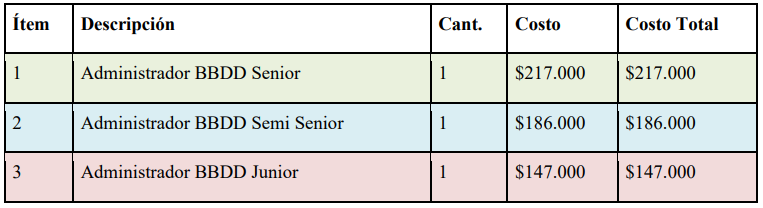 Ítem Descripción Cant. Costo Costo Total
1 Administrador BBDD Senior 1 $217.000 $217.000
2 Administrador BBDD Semi Senior 1 $186.000 $186.000
3 Administrador BBDD Junior 1 $147.000 $147.000